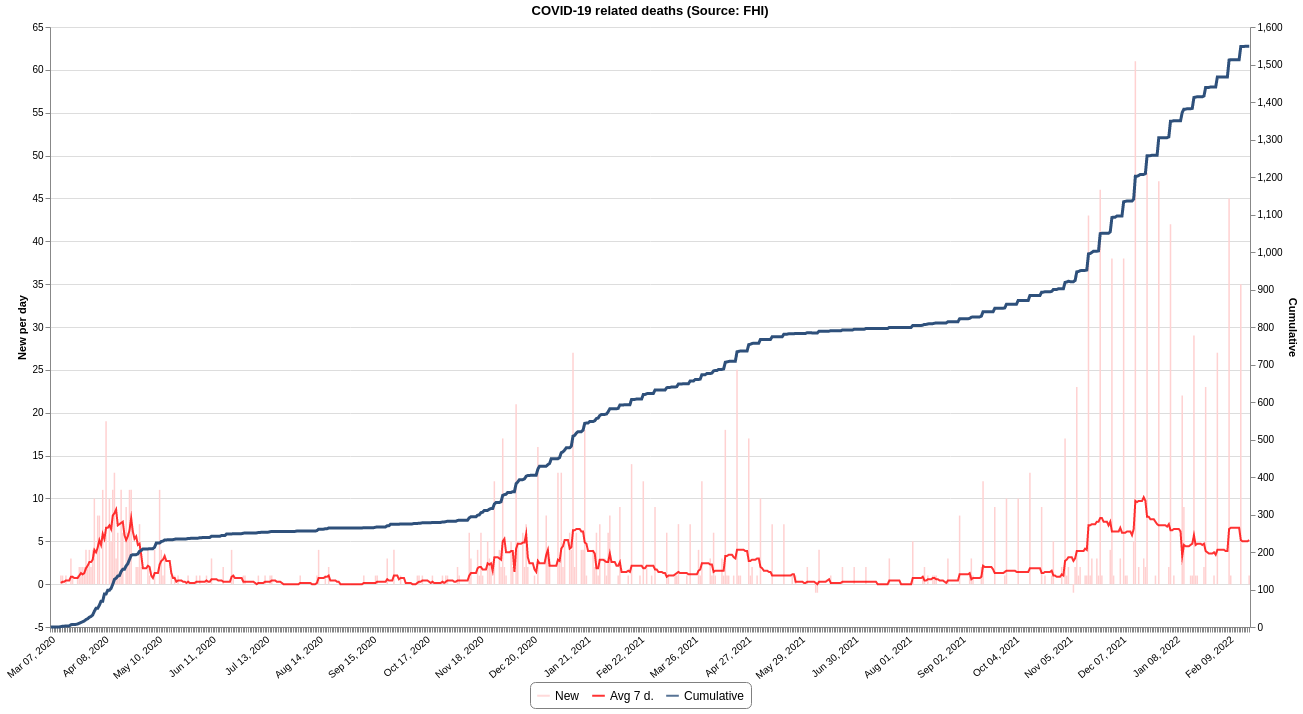 COVID-19 related deaths (Source: FHI)
65
60
55
50
45
40
35
30
25
20
15
10
5
0
-5
New per day
1,600
1,500
1,400
1,300
1,200
1,100
1,000
900
800
700
600
500
400
300
200
100
0
Cumulative
Mar 07, 2020
Apr 08, 2020
May 10, 2020
Jun 11, 2020
Jul 13, 2020
Aug 14, 2020
Sep 15, 2020
Oct 17, 2020
Nov 18, 2020
Dec 20, 2020
Jan 21, 2021
Feb 22, 2021
Mar 26, 2021
Apr 27, 2021
May 29, 2021
Jun 30, 2021
Aug 01, 2021
Sep 02, 2021
Oct 04, 2021
Nov 05, 2021
Dec 07, 2021
Jan 08, 2022
Feb 09, 2022
New Avg 7 d. Cumulative